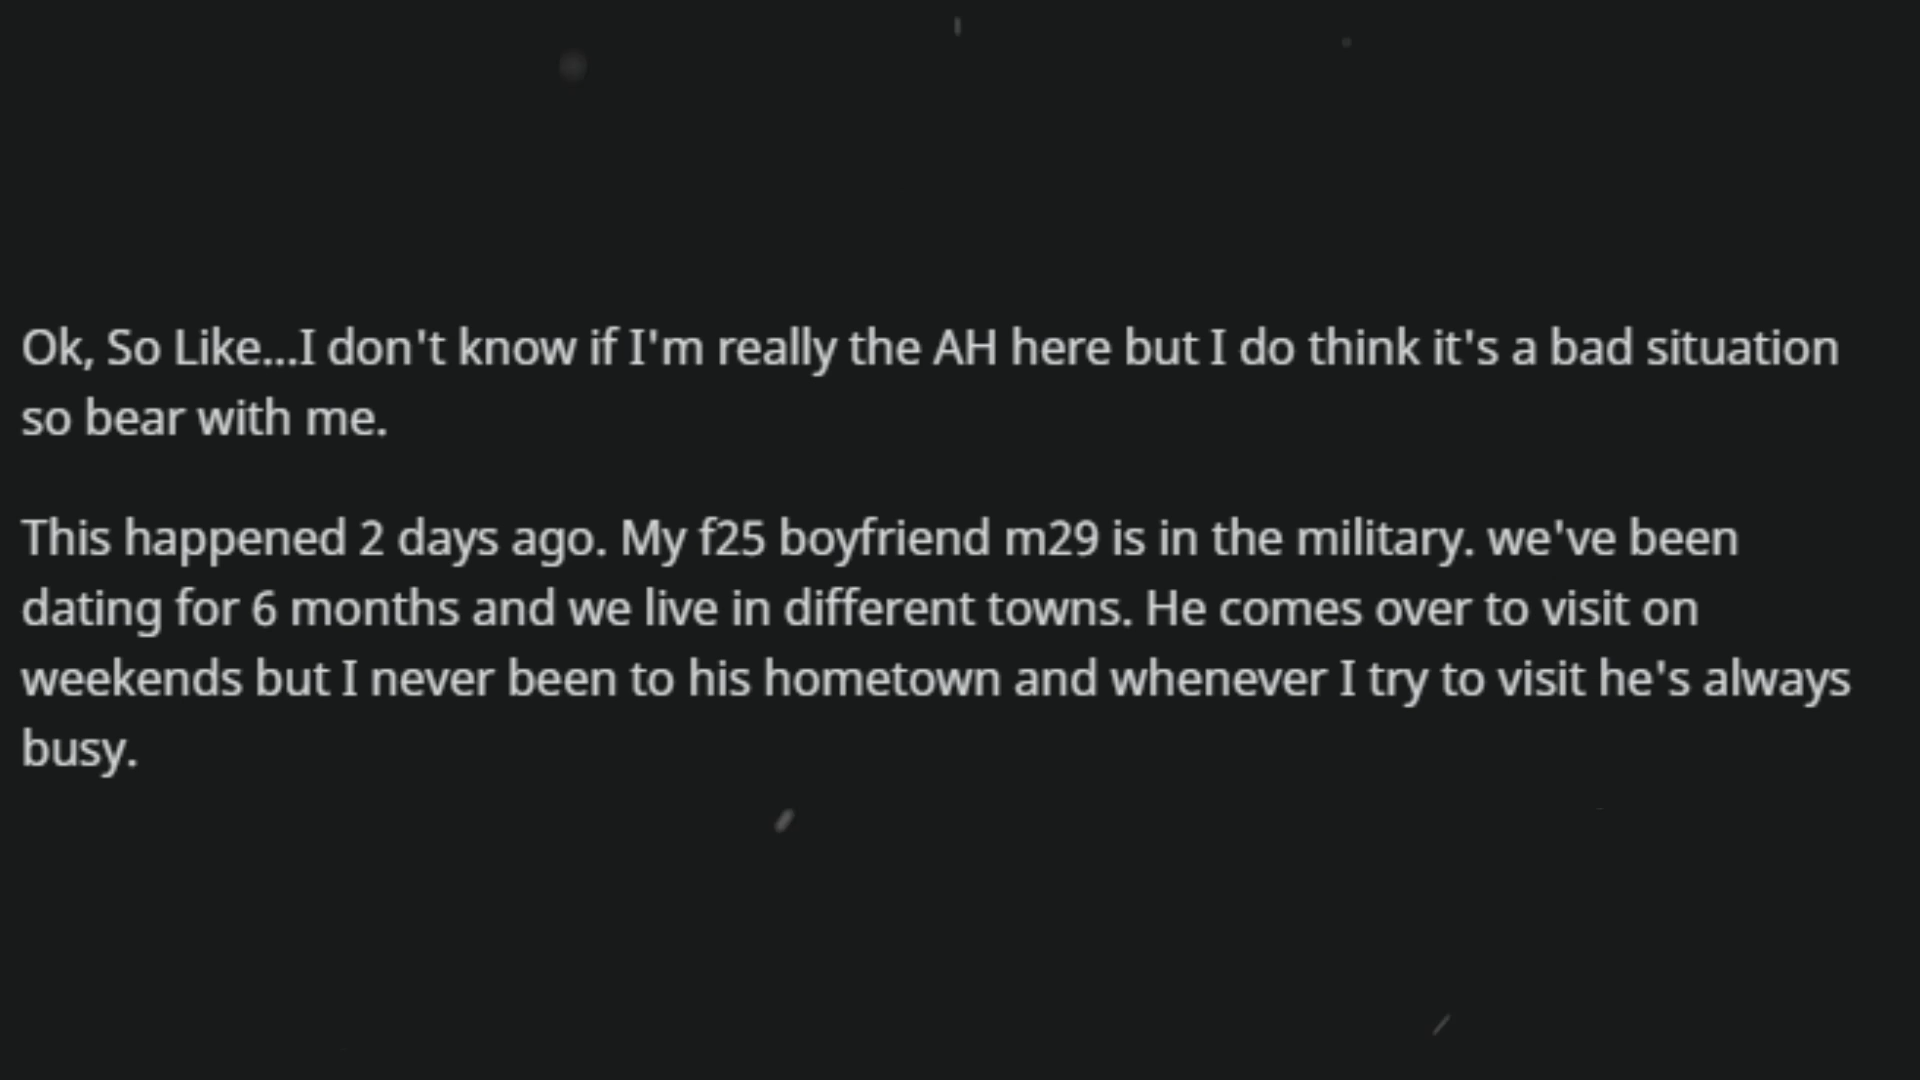 Ok, So Like...I don't know if I'm really the AH here but I do think it's a bad situation
so bear with me.
This happened 2 days ago. My f25 boyfriend m29 is in the military. we've been
dating for 6 months and we live in different towns. He comes over to visit on
weekends but I never been to his hometown and whenever I try to visit he's always
busy.